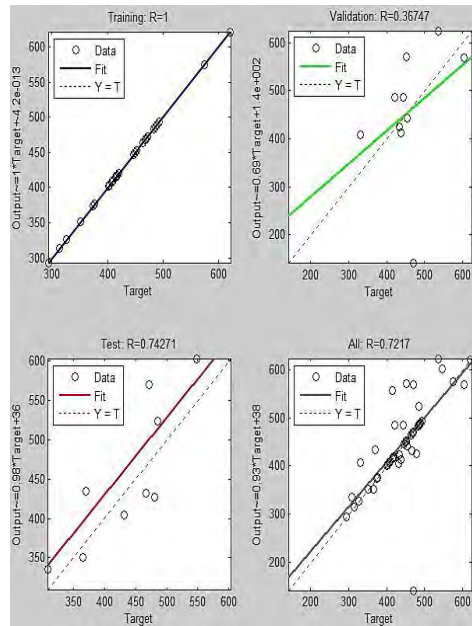 Training: R=1
Output~=1*Target+-4.2e-013
600
550
500
450
400
350
300
Data
Fit
Y = T
300 400 500 600
Target
Validation: R=0.36747
Output~=0.69*Target+1.4e+002
600
500
400
300
200
Data
Fit
Y = T
200 300 400 500 600
Target
Test: R=0.74271
Output~=0.98*Target+36
600
550
500
450
400
350
Data
Fit
Y = T
350 400 450 500 550 600
Target
All: R=0.7217
Output~=0.93*Target+38
600
500
400
300
200
Data
Fit
Y = T
200 300 400 500 600
Target